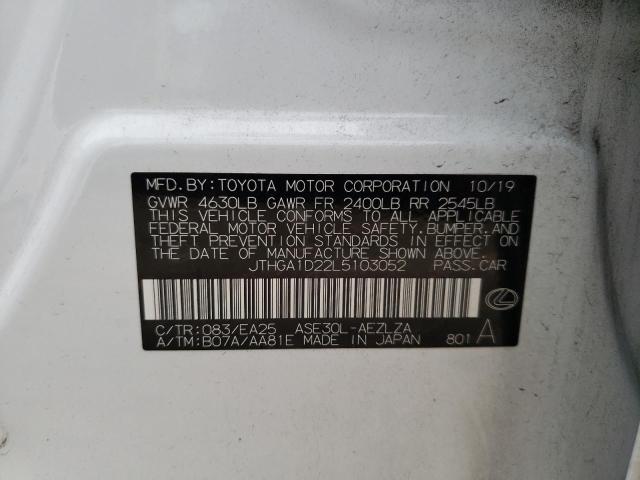 MFD.BY:TOYOTA MOTOR CORPORATION 10/19
GVWR 4630LB GAWR FR 2400LB RR 2545LB
THIS VEHICLE CONFORMS TO ALL APPLICABLE
FEDERAL MOTOR VEHICLE SAFETY,BUMPER,AND
THEFT PREVENTION STANDARDS IN EFFECT ON
THE DATE OF MANUFACTURE SHOWN ABOVE.
JTHGA1D22L5103052 PASS.CAR
C/TR:083/EA25 ASE30L-AEZLZA
A/TM:B07A/AA81E MADE IN JAPAN 801 A